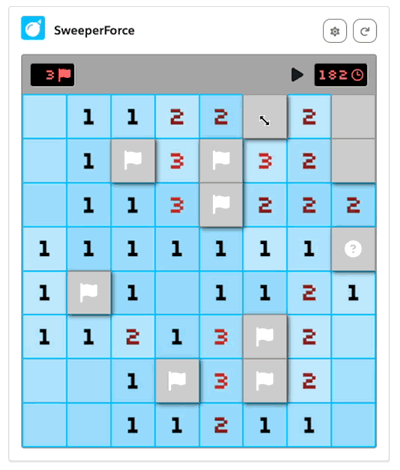 SweeperForce
3 182
1 1 2 2 2
1 3 3 2
1 1 3 2 2 2
1 1 1 1 1 1 1 ?
1 1 1 1 2 1
1 1 2 1 3 2
1 3 2
1 1 2 1 1